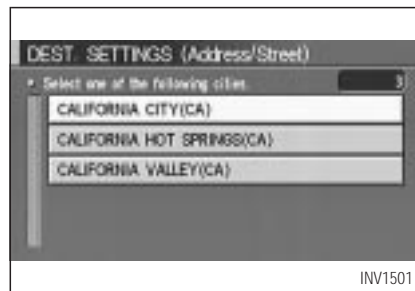 DEST. SETTINGS (Address/Street)
Select one of the following cities. 3
CALIFORNIA CITY(CA)
CALIFORNIA HOT SPRINGS(CA)
CALIFORNIA VALLEY(CA)
INV1501